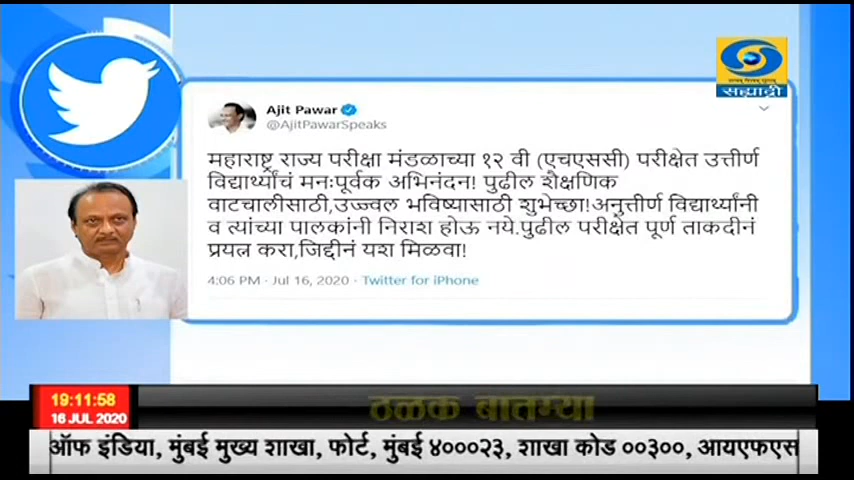 Ajit Pawar
@AjitPawarSpeaks
महाराष्ट्र राज्य परीक्षा मंडळाच्या १२ वी (एचएससी) परीक्षेत उत्तीर्ण
विद्यार्थ्यांचं मनःपूर्वक अभिनंदन! पुढील शैक्षणिक
वाटचालीसाठी,उज्ज्वल भविष्यासाठी शुभेच्छा!अनुत्तीर्ण विद्यार्थ्यांनी
व त्यांच्या पालकांनी निराश होऊ नये.पुढील परीक्षेत पूर्ण ताकदीनं
प्रयत्न करा,जिद्दीनं यश मिळवा!
4:06 PM · Jul 16, 2020 · Twitter for iPhone
सह्याद्री
19:11:58
16 JUL 2020
ठळक बातम्या
ऑफ इंडिया, मुंबई मुख्य शाखा, फोर्ट, मुंबई ४०००२३, शाखा कोड ००३००, आयएफएस